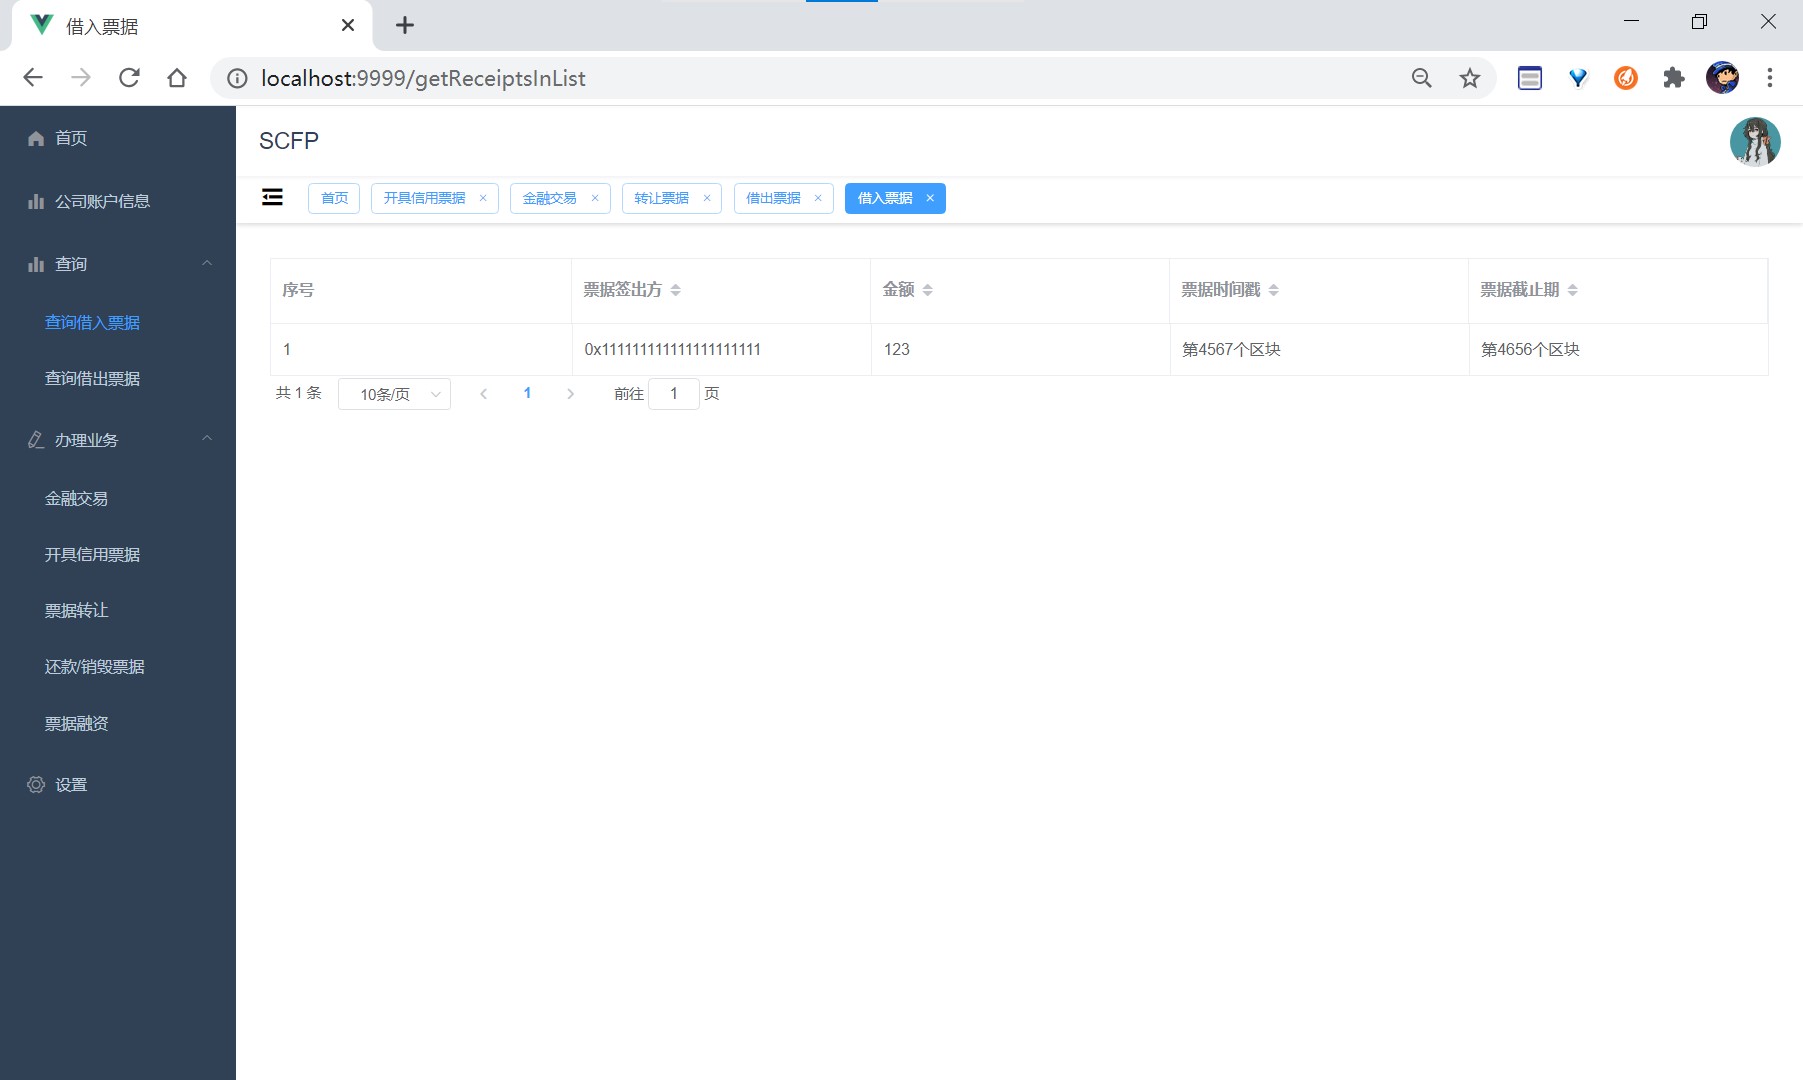 借入票据
localhost:9999/getReceiptsInList
首页
公司账户信息
查询
查询借入票据
查询借出票据
办理业务
金融交易
开具信用票据
票据转让
还款/销毁票据
票据融资
设置
SCFP
首页 开具信用票据 × 金融交易 × 转让票据 × 借出票据 × 借入票据 ×
序号 票据签出方 金额 票据时间戳 票据截止期
1 0x111111111111111111111 123 第4567个区块 第4656个区块
共 1 条 10条/页 1 前往 1 页